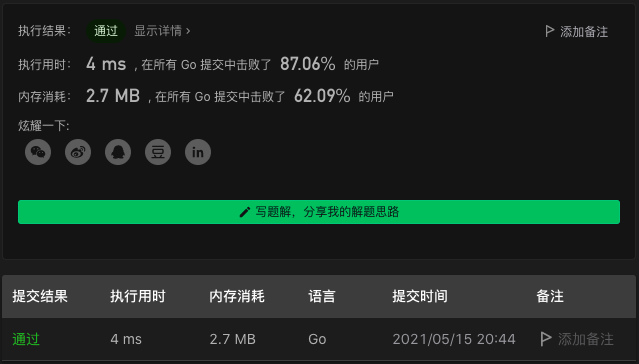 执行结果： 通过 显示详情 › 添加备注
执行用时： 4 ms , 在所有 Go 提交中击败了 87.06% 的用户
内存消耗： 2.7 MB , 在所有 Go 提交中击败了 62.09% 的用户
炫耀一下:
豆 in
写题解，分享我的解题思路
提交结果 执行用时 内存消耗 语言 提交时间 备注
通过 4 ms 2.7 MB Go 2021/05/15 20:44 添加备注